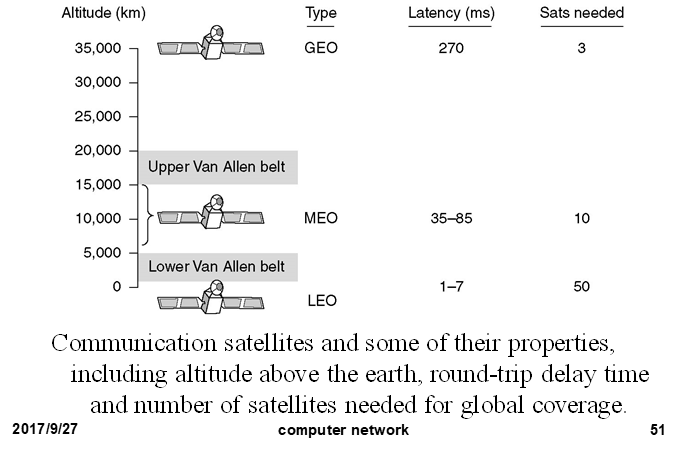 Altitude (km) Type Latency (ms) Sats needed
35,000 GEO 270 3
30,000
25,000
20,000
Upper Van Allen belt
15,000
10,000 MEO 35–85 10
5,000
Lower Van Allen belt
0 1–7 50
LEO
Communication satellites and some of their properties,
including altitude above the earth, round-trip delay time
and number of satellites needed for global coverage.
2017/9/27 computer network 51